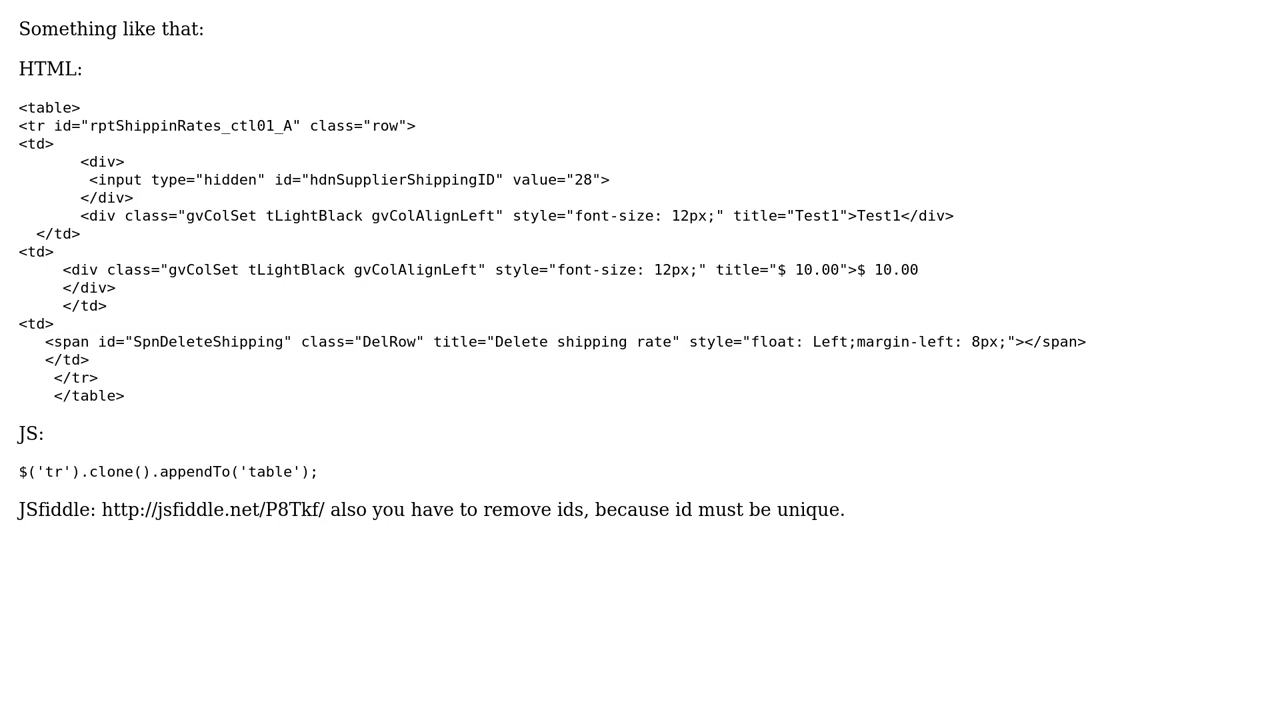 Something like that:
HTML:
<table>
<tr id="rptShippinRates_ctl01_A" class="row">
<td>
       <div>
        <input type="hidden" id="hdnSupplierShippingID" value="28">
       </div>
       <div class="gvColSet tLightBlack gvColAlignLeft" style="font-size: 12px;" title="Test1">Test1</div>
  </td>
<td>
     <div class="gvColSet tLightBlack gvColAlignLeft" style="font-size: 12px;" title="$ 10.00">$ 10.00
     </div>
     </td>
<td>
   <span id="SpnDeleteShipping" class="DelRow" title="Delete shipping rate" style="float: Left;margin-left: 8px;"></span>
   </td>
    </tr>
    </table>
JS:
$('tr').clone().appendTo('table');
JSfiddle: http://jsfiddle.net/P8Tkf/ also you have to remove ids, because id must be unique.